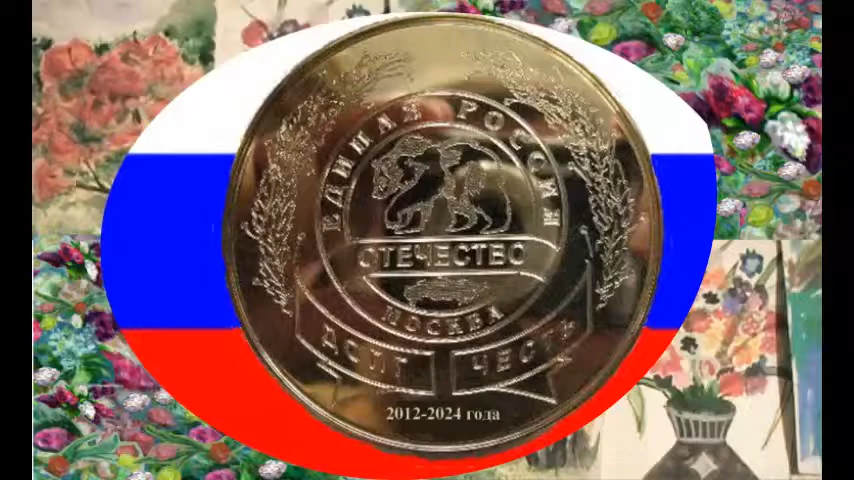 ЕДИНАЯ РОССИЯ
ОТЕЧЕСТВО
МОСКВА
ДОЛГ ЧЕСТЬ
2012-2024 года